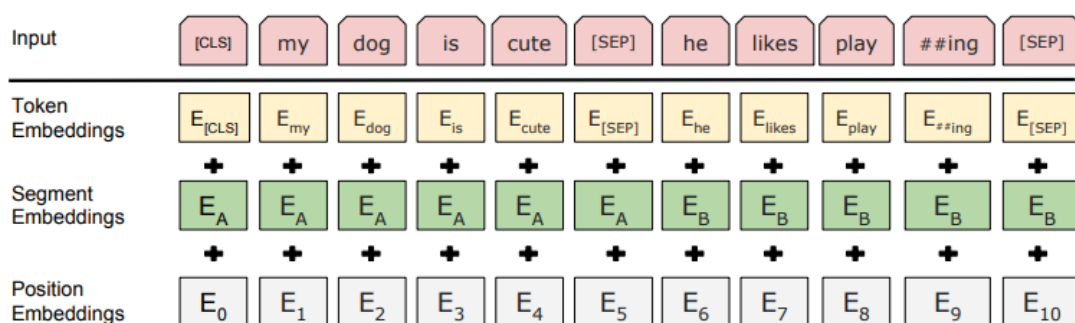 Input [CLS] my dog is cute [SEP] he likes play ##ing [SEP]
Token Embeddings E[CLS] Emy Edog Eis Ecute E[SEP] Ehe Elikes Eplay E##ing E[SEP]
+ + + + + + + + + + +
Segment Embeddings EA EA EA EA EA EA EB EB EB EB EB
+ + + + + + + + + + +
Position Embeddings E0 E1 E2 E3 E4 E5 E6 E7 E8 E9 E10